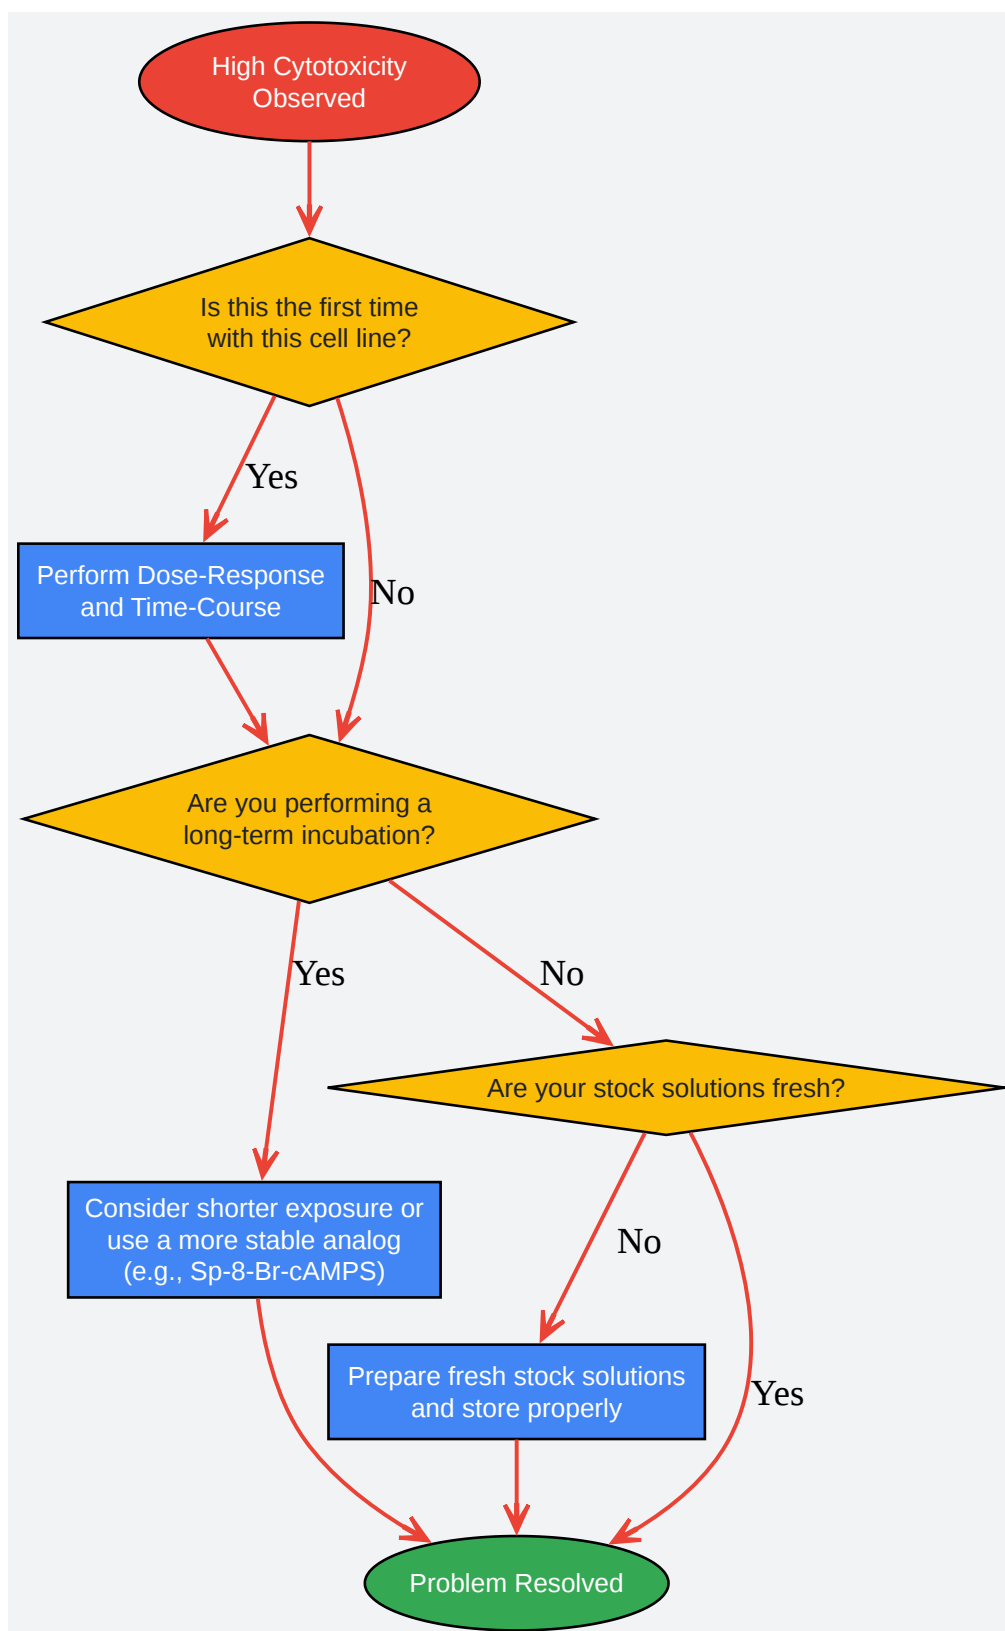 High Cytotoxicity
Observed
Is this the first time
with this cell line?
Yes
Perform Dose-Response
and Time-Course
No
Are you performing a
long-term incubation?
Yes
No
Are your stock solutions fresh?
Consider shorter exposure or
use a more stable analog
(e.g., Sp-8-Br-cAMPS)
No
Prepare fresh stock solutions
and store properly
Yes
Problem Resolved